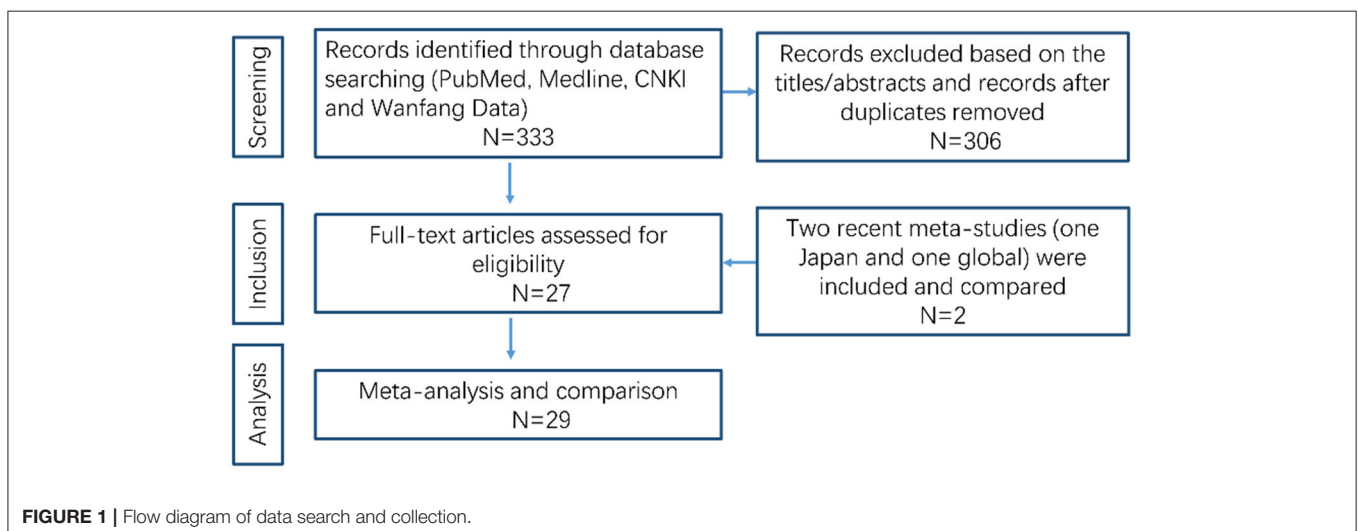 Screening
Records identified through database
searching (PubMed, Medline, CNKI
and Wanfang Data)
N=333
Records excluded based on the
titles/abstracts and records after
duplicates removed
N=306
Inclusion
Full-text articles assessed for
eligibility
N=27
Two recent meta-studies (one
Japan and one global) were
included and compared
N=2
Analysis
Meta-analysis and comparison
N=29
FIGURE 1 | Flow diagram of data search and collection.